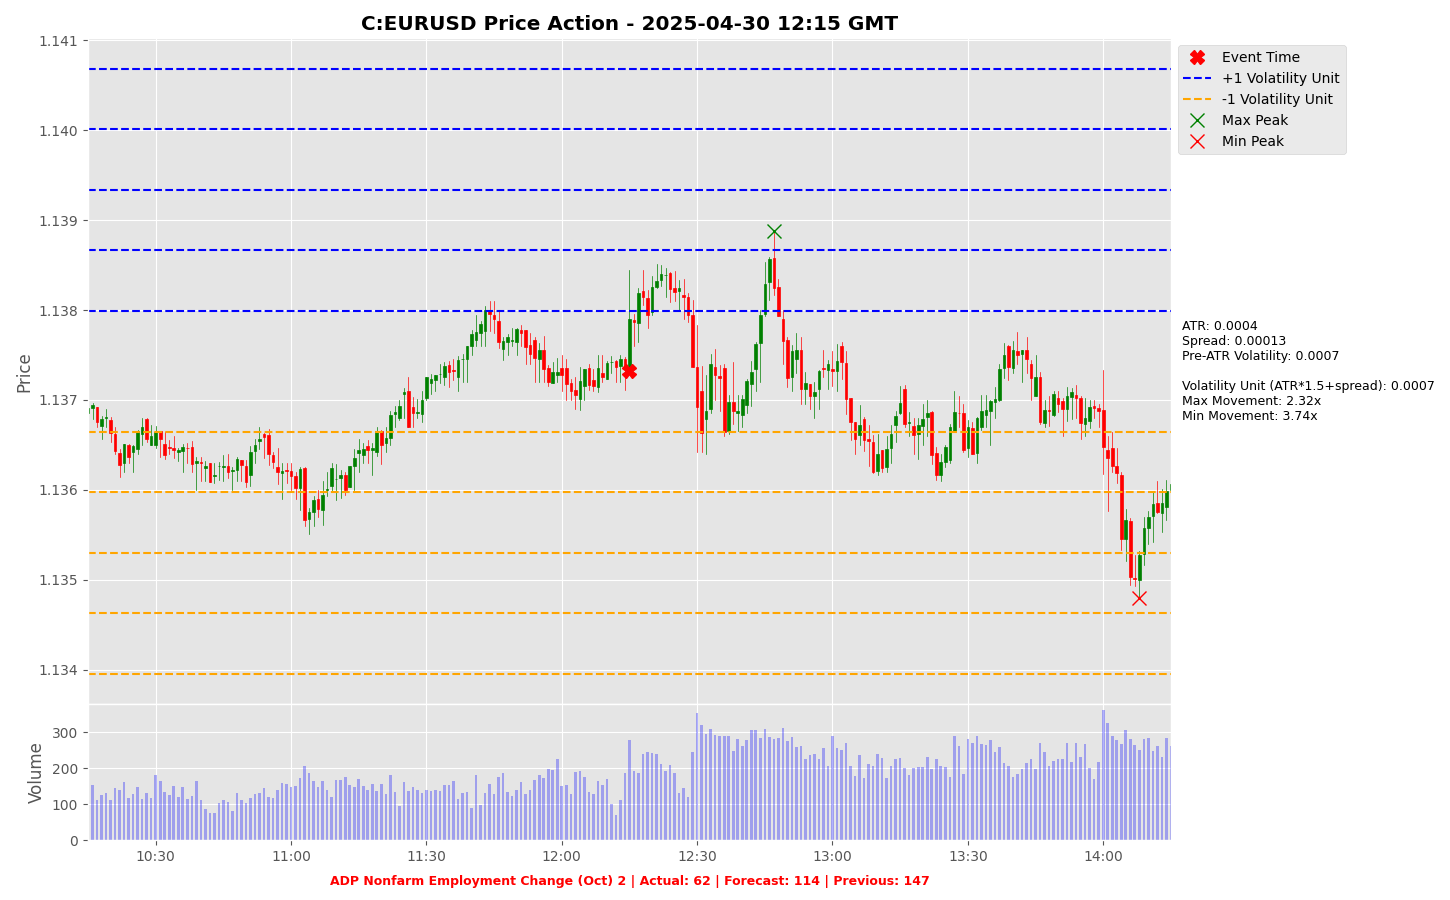 C:EURUSD Price Action - 2025-04-30 12:15 GMT
1.141
1.140
1.139
1.138
1.137
1.136
1.135
1.134
Price
Event Time
+1 Volatility Unit
-1 Volatility Unit
Max Peak
Min Peak
ATR: 0.0004
Spread: 0.00013
Pre-ATR Volatility: 0.0007
Volatility Unit (ATR*1.5+spread): 0.0007
Max Movement: 2.32x
Min Movement: 3.74x
300
200
100
0
Volume
10:30 11:00 11:30 12:00 12:30 13:00 13:30 14:00
ADP Nonfarm Employment Change (Oct) 2 | Actual: 62 | Forecast: 114 | Previous: 147